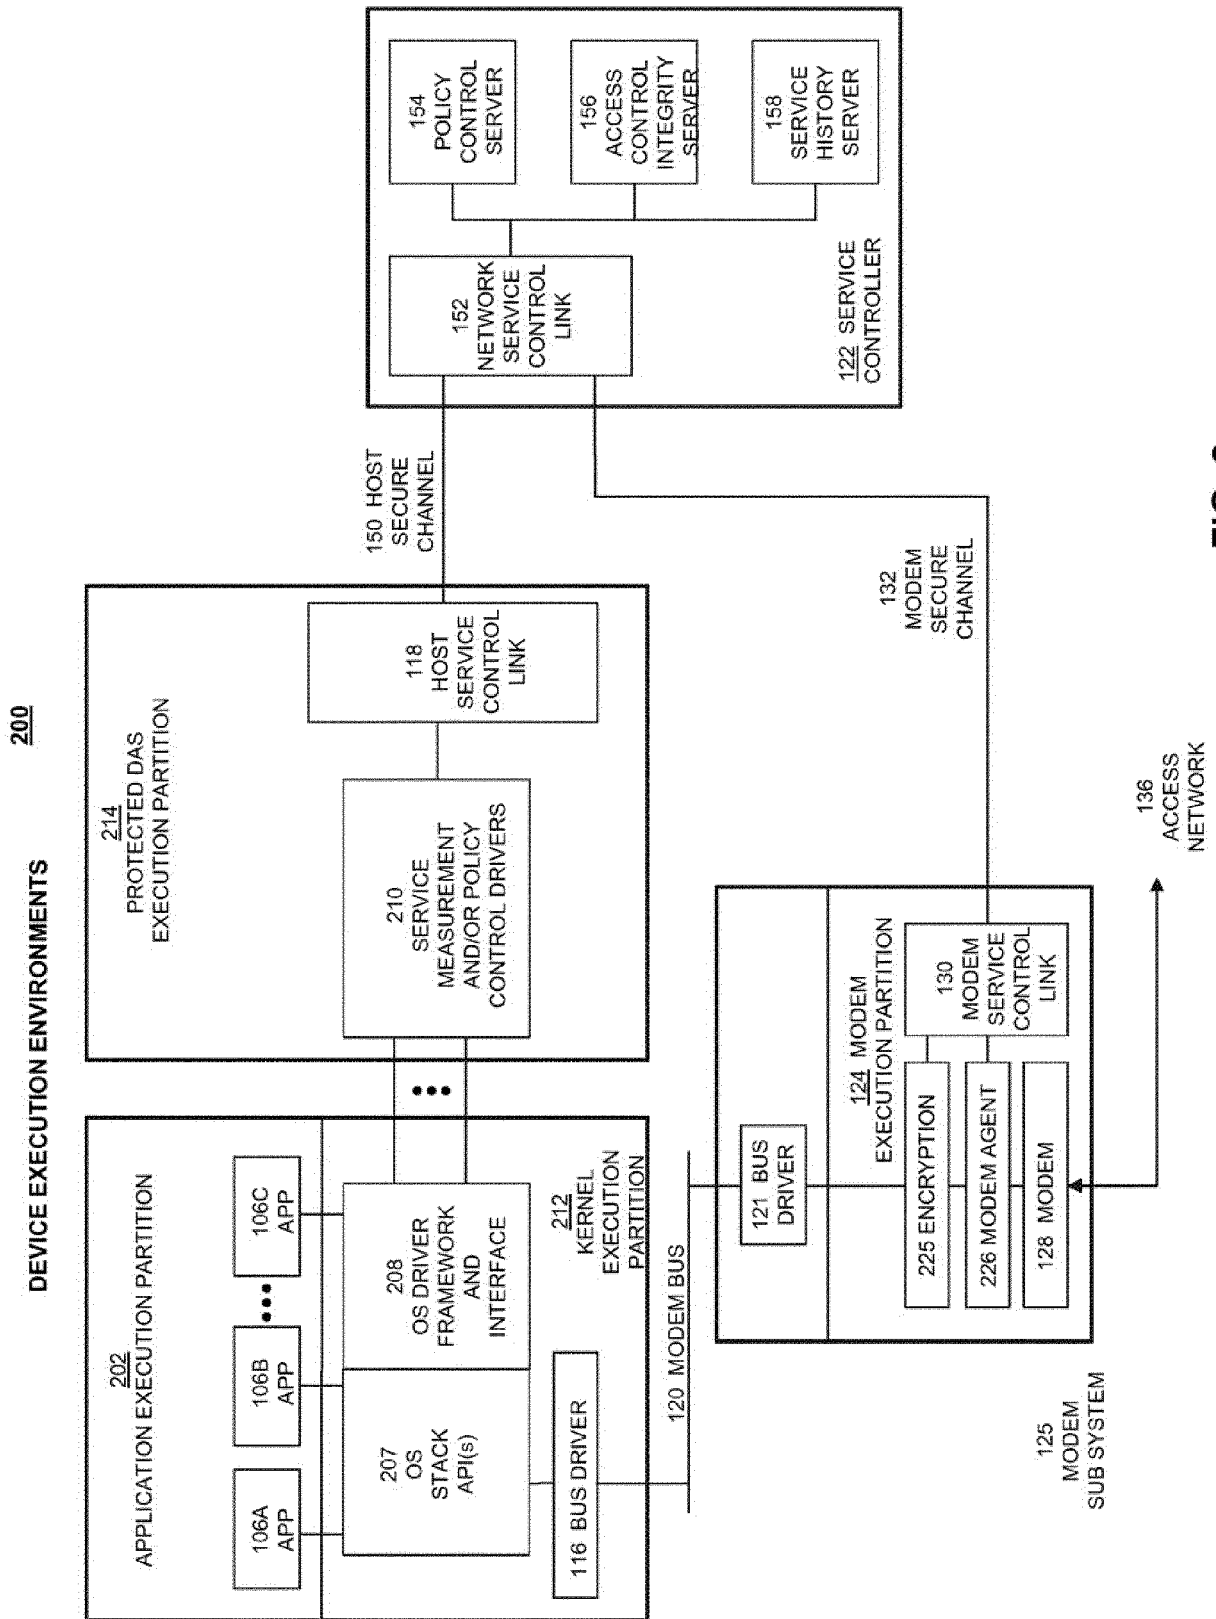 DEVICE EXECUTION ENVIRONMENTS
200
202
APPLICATION EXECUTION PARTITION
106A
APP
106B
APP
106C
APP
207
OS
STACK
API(s)
208
OS DRIVER
FRAMEWORK
AND
INTERFACE
116 BUS DRIVER
212
KERNEL
EXECUTION
PARTITION
214
PROTECTED DAS
EXECUTION PARTITION
210
SERVICE
MEASUREMENT
AND/OR POLICY
CONTROL DRIVERS
118
HOST
SERVICE
CONTROL
LINK
150 HOST
SECURE
CHANNEL
152
NETWORK
SERVICE
CONTROL
LINK
154
POLICY
CONTROL
SERVER
156
ACCESS
CONTROL
INTEGRITY
SERVER
158
SERVICE
HISTORY
SERVER
122 SERVICE
CONTROLLER
120 MODEM BUS
121 BUS
DRIVER
124 MODEM
EXECUTION PARTITION
225 ENCRYPTION
226 MODEM AGENT
128 MODEM
130
MODEM
SERVICE
CONTROL
LINK
132
MODEM
SECURE
CHANNEL
125
MODEM
SUB SYSTEM
136
ACCESS
NETWORK